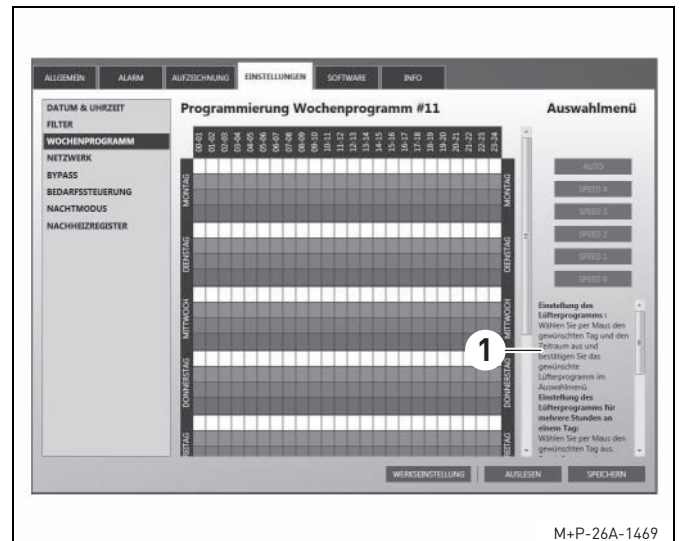 ALLGEMEIN ALARM AUFZEICHNUNG EINSTELLUNGEN SOFTWARE INFO
DATUM & UHRZEIT
FILTER
WOCHENPROGRAMM
NETZWERK
BYPASS
BEDARFSSTEUERUNG
NACHTMODUS
NACHHEIZREGISTER
Programmierung Wochenprogramm #11
00-01 01-02 02-03 03-04 04-05 05-06 06-07 07-08 08-09 09-10 10-11 11-12 12-13 13-14 14-15 15-16 16-17 17-18 18-19 19-20 20-21 21-22 22-23 23-24
MONTAG MONTAG
DIENSTAG DIENSTAG
MITTWOCH MITTWOCH
DONNERSTAG DONNERSTAG
REITAG REITAG
Auswahlmenü
AUTO
SPEED 4
SPEED 3
SPEED 2
SPEED 1
SPEED 0
1
Einstellung des
Lüfterprogramms :
Wählen Sie per Maus den
gewünschten Tag und den
Zeitraum aus und
bestätigen Sie das
gewünschte
Lüfterprogramm im
Auswahlmenü.
Einstellung des
Lüfterprogramms für
mehrere Stunden an
einem Tag:
Wählen Sie per Maus den
gewünschten Tag aus.
WERKSEINSTELLUNG AUSLESEN SPEICHERN
M+P-26A-1469